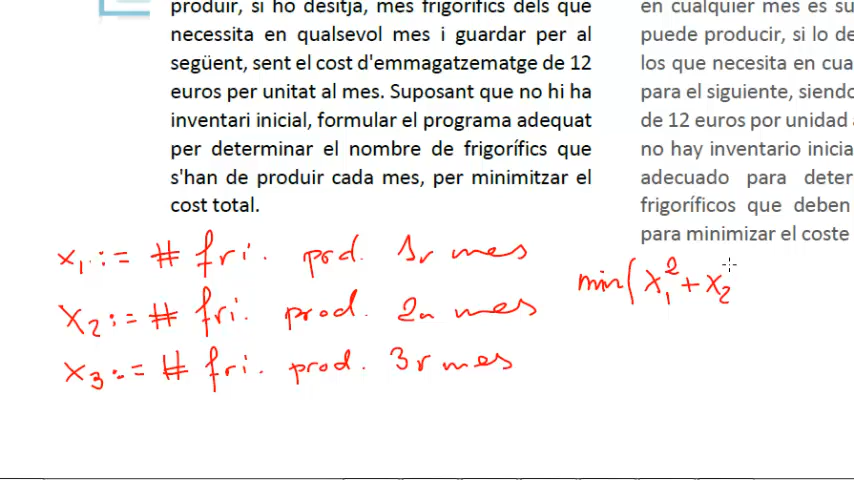 produir, si ho desitja, més frigorífics dels que
necessita en qualsevol mes i guardar per al
següent, sent el cost d'emmagatzematge de 12
euros per unitat al mes. Suposant que no hi ha
inventari inicial, formular el programa adequat
per determinar el nombre de frigorífics que
s'han de produir cada mes, per minimitzar el
cost total.
en cualquier mes es su
puede producir, si lo de
los que necesita en cua
para el siguiente, siendo
de 12 euros por unidad
no hay inventario inicia
adecuado para deter
frigoríficos que deben
para minimizar el coste
x₁ := # fri. prd. 1r mes
x₂ := # fri. prod. 2n mes
x₃ := # fri. prod. 3r mes
min( x₁² + x₂